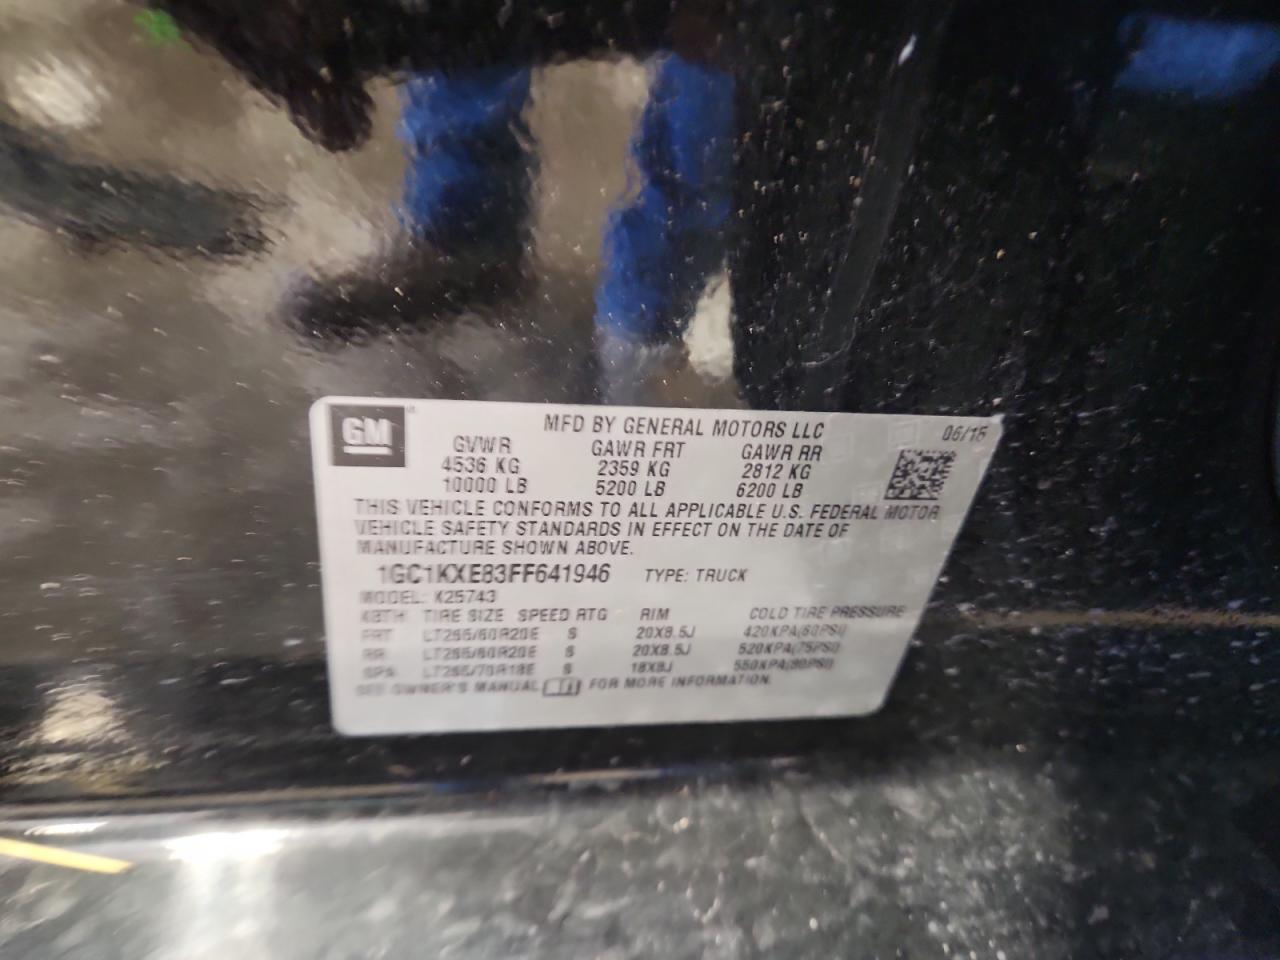 GM
MFD BY GENERAL MOTORS LLC 06/15
GVWR GAWR FRT GAWR RR
4536 KG 2359 KG 2812 KG
10000 LB 5200 LB 6200 LB
THIS VEHICLE CONFORMS TO ALL APPLICABLE U.S. FEDERAL MOTOR
VEHICLE SAFETY STANDARDS IN EFFECT ON THE DATE OF
MANUFACTURE SHOWN ABOVE.
1GC1KXE83FF641946 TYPE: TRUCK
MODEL: K25743
TIRE SIZE SPEED RTG RIM COLD TIRE PRESSURE
FRT LT265/60R20E S 20X8.5J 420KPA(60PSI)
RR LT265/60R20E S 20X8.5J 520KPA(75PSI)
SPA LT265/70R18E S 18X8J 550KPA(80PSI)
SEE OWNER'S MANUAL FOR MORE INFORMATION.